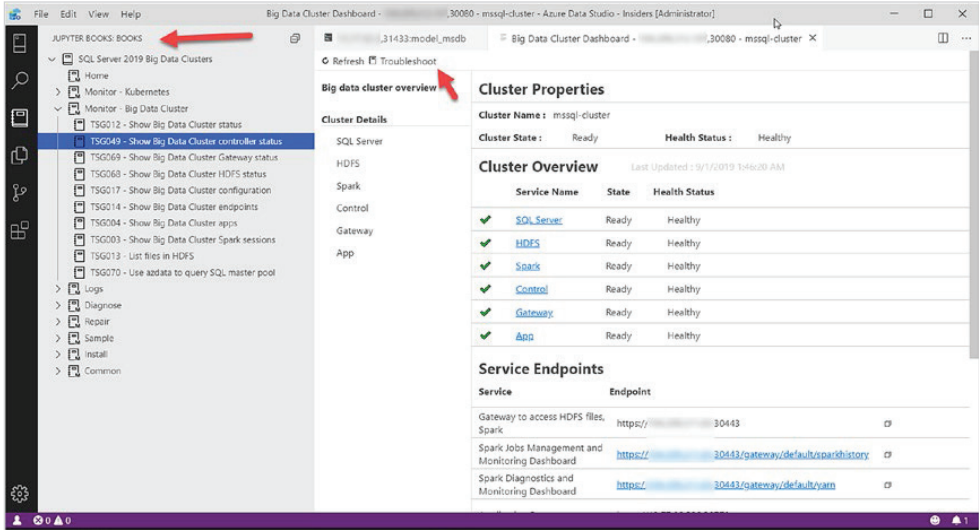 File Edit View Help
Big Data Cluster Dashboard - ,30080 - mssql-cluster - Azure Data Studio - Insiders [Administrator]
JUPYTER BOOKS: BOOKS
SQL Server 2019 Big Data Clusters
Home
Monitor - Kubernetes
Monitor - Big Data Cluster
TSG012 - Show Big Data Cluster status
TSG049 - Show Big Data Cluster controller status
TSG069 - Show Big Data Cluster Gateway status
TSG068 - Show Big Data Cluster HDFS status
TSG017 - Show Big Data Cluster configuration
TSG014 - Show Big Data Cluster endpoints
TSG004 - Show Big Data Cluster apps
TSG003 - Show Big Data Cluster Spark sessions
TSG013 - List files in HDFS
TSG070 - Use azdata to query SQL master pool
Logs
Diagnose
Repair
Sample
Install
Common
,31433:model_msdb
Big Data Cluster Dashboard - ,30080 - mssql-cluster
Refresh Troubleshoot
Big data cluster overview
Cluster Details
SQL Server
HDFS
Spark
Control
Gateway
App
Cluster Properties
Cluster Name : mssql-cluster
Cluster State : Ready Health Status : Healthy
Cluster Overview Last Updated : 9/1/2019 1:46:20 AM
Service Name State Health Status
SQL Server Ready Healthy
HDFS Ready Healthy
Spark Ready Healthy
Control Ready Healthy
Gateway Ready Healthy
App Ready Healthy
Service Endpoints
Service Endpoint
Gateway to access HDFS files, https:// 30443
Spark
Spark Jobs Management and https:// 30443/gateway/default/sparkhistory
Monitoring Dashboard
Spark Diagnostics and https:// 30443/gateway/default/yarn
Monitoring Dashboard
0 0
1